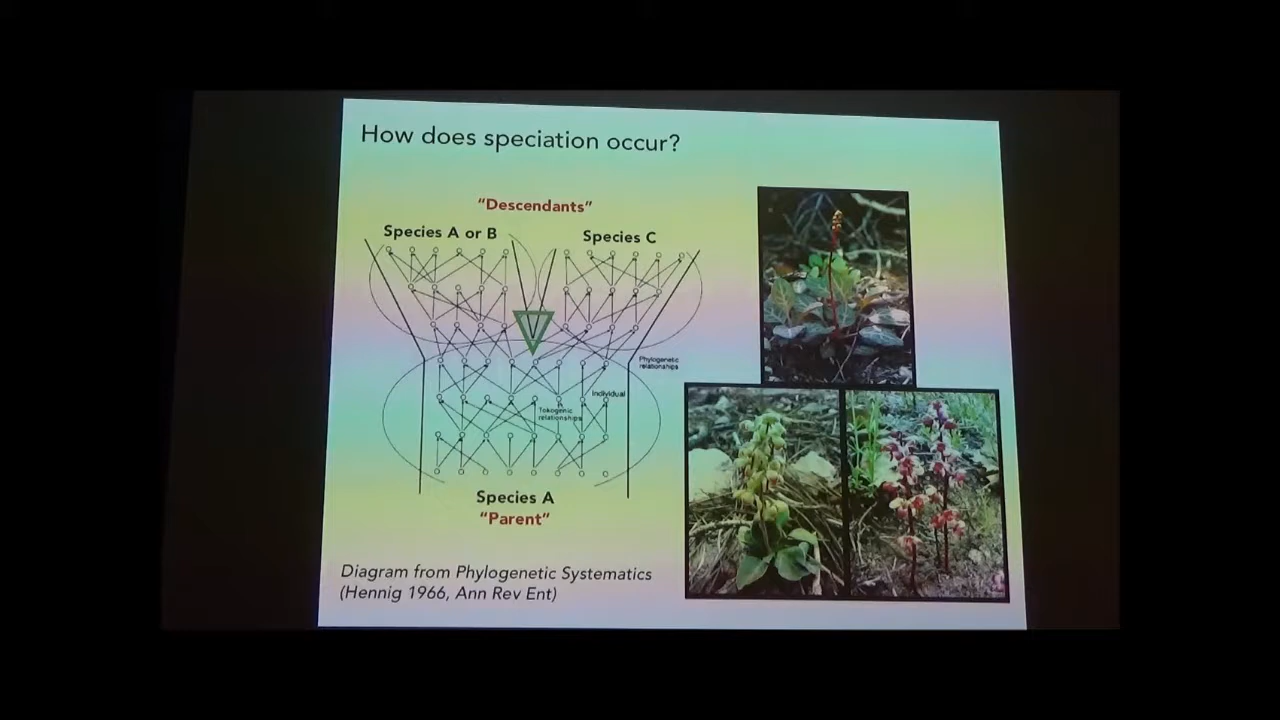 How does speciation occur?
“Descendants”
Species A or B
Species C
Phylogenetic
relationships
Individual
Tokogenic
relationships
Species A
“Parent”
Diagram from Phylogenetic Systematics
(Hennig 1966, Ann Rev Ent)